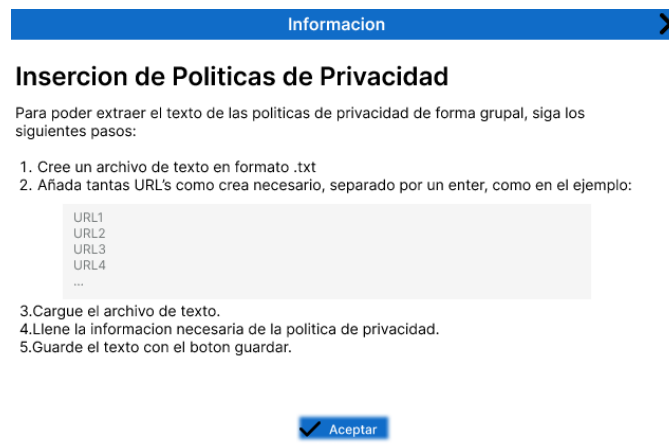 Informacion
Insercion de Politicas de Privacidad
Para poder extraer el texto de las politicas de privacidad de forma grupal, siga los
siguientes pasos:
1. Cree un archivo de texto en formato .txt
2. Añada tantas URL’s como crea necesario, separado por un enter, como en el ejemplo:
URL1
URL2
URL3
URL4
...
3.Cargue el archivo de texto.
4.Llene la informacion necesaria de la politica de privacidad.
5.Guarde el texto con el boton guardar.
Aceptar